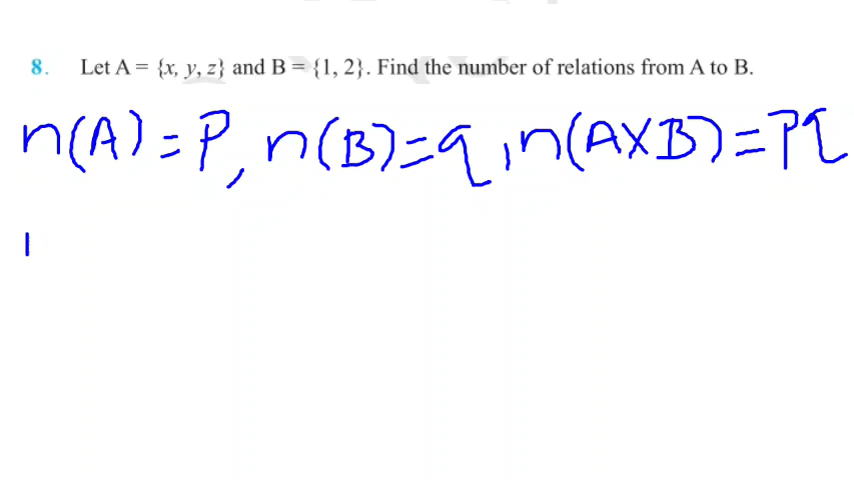 8. Let A = {x, y, z} and B = {1, 2}. Find the number of relations from A to B.
n(A) = P, n(B) = q, n(A×B) = Pq